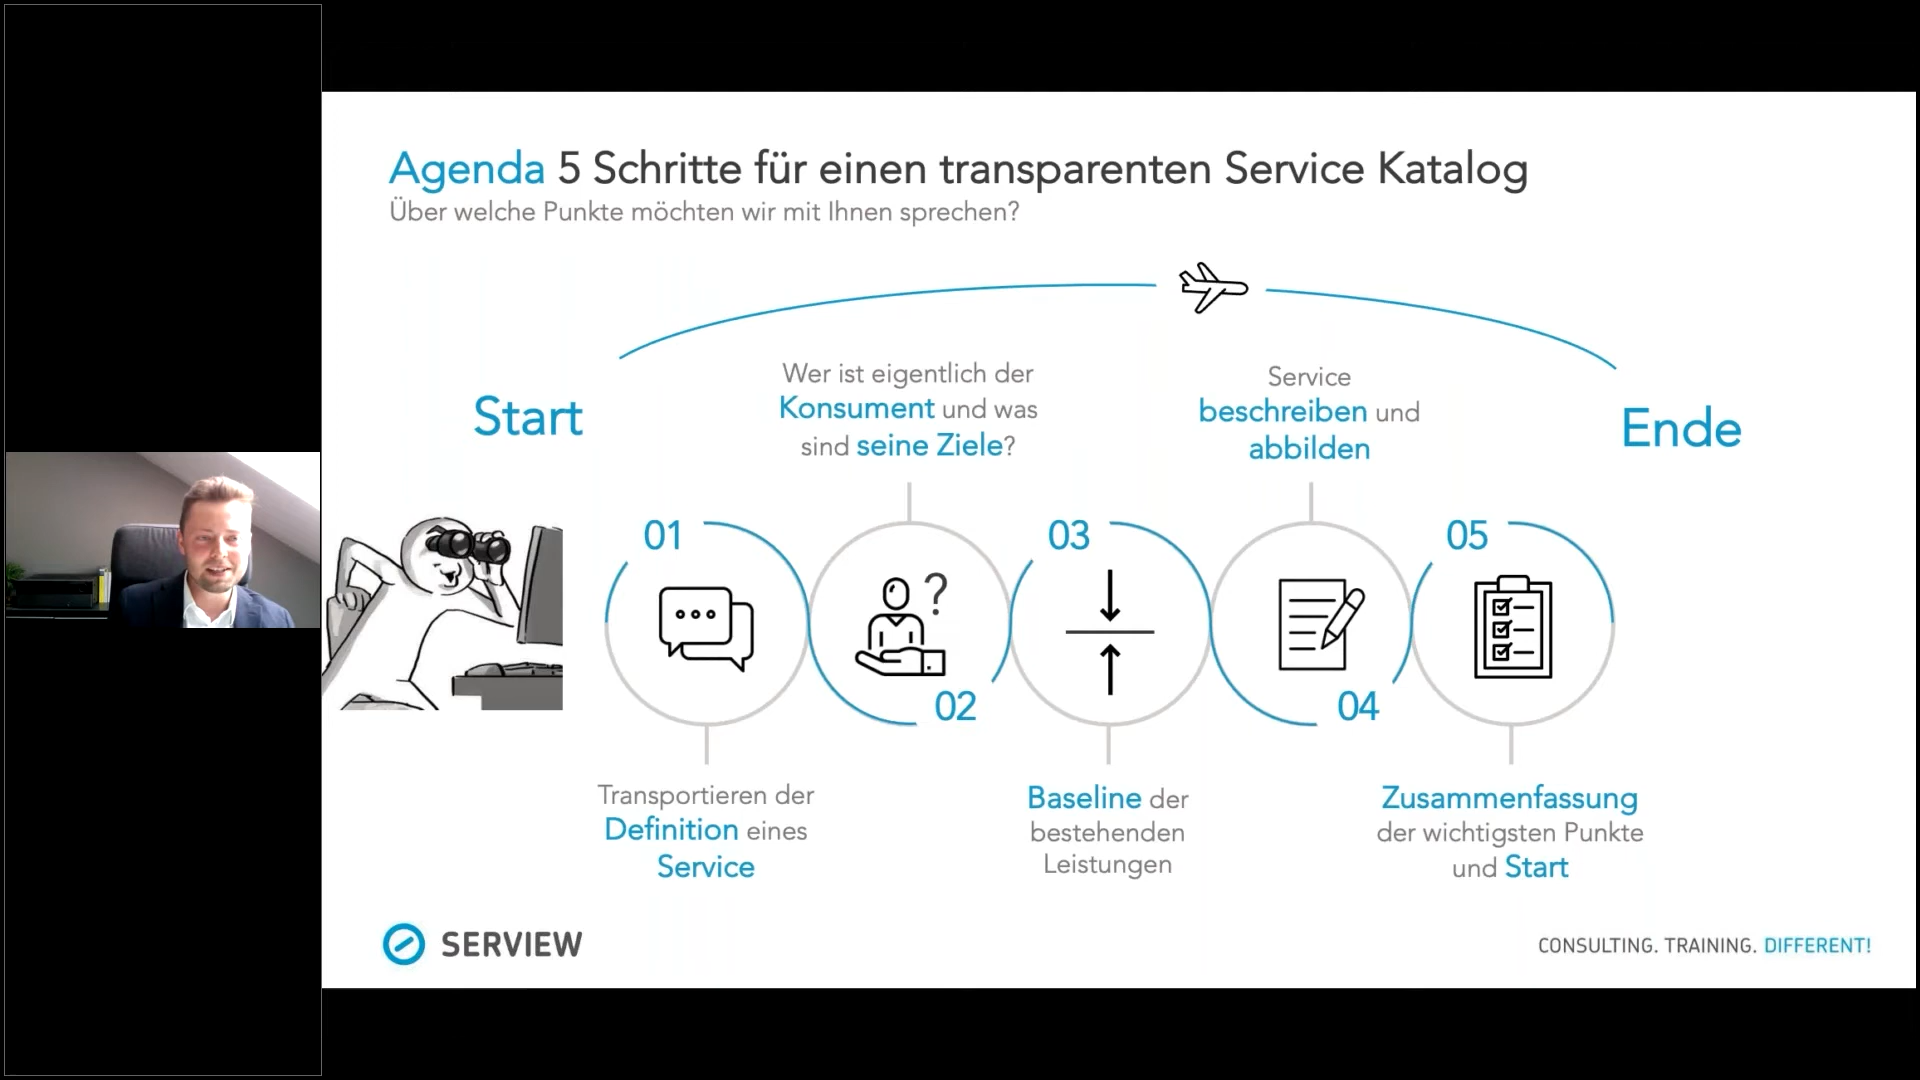 Agenda 5 Schritte für einen transparenten Service Katalog
Über welche Punkte möchten wir mit Ihnen sprechen?
Start
Wer ist eigentlich der
Konsument und was
sind seine Ziele?
Service
beschreiben und
abbilden
Ende
01
?
02
03
04
05
Transportieren der
Definition eines
Service
Baseline der
bestehenden
Leistungen
Zusammenfassung
der wichtigsten Punkte
und Start
SERVIEW
CONSULTING. TRAINING. DIFFERENT!